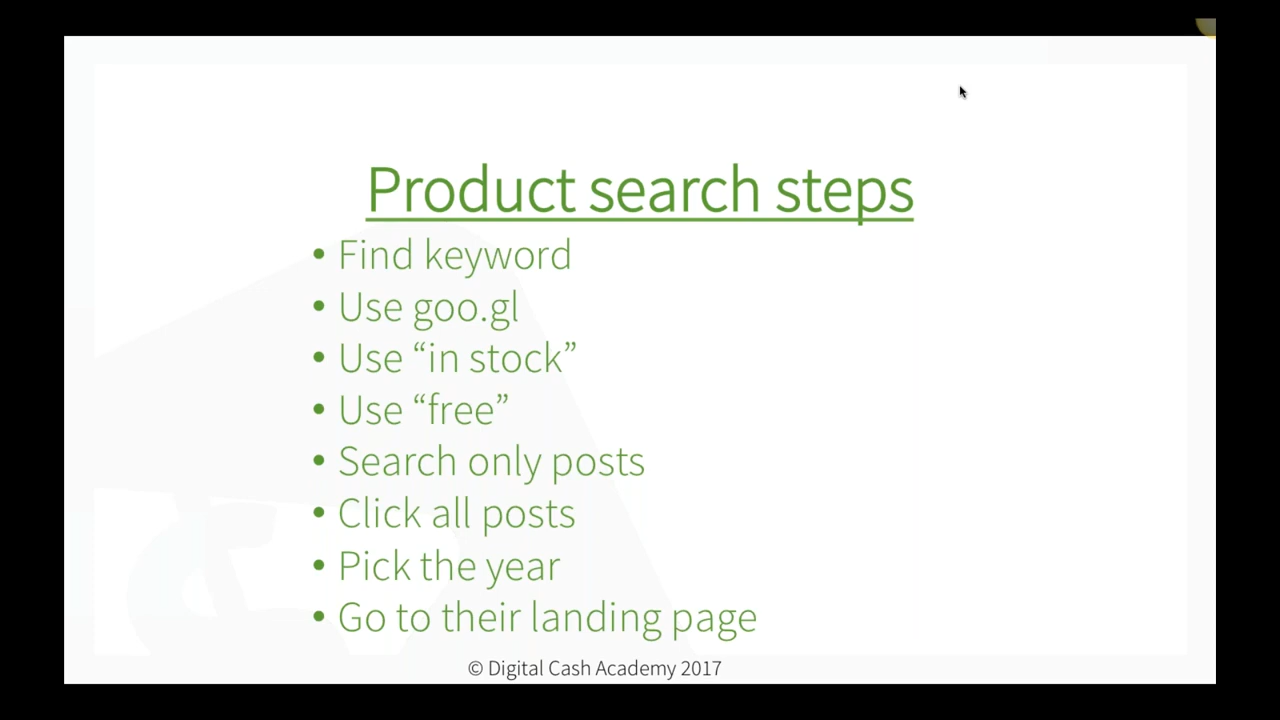 Product search steps
• Find keyword
• Use goo.gl
• Use “in stock”
• Use “free”
• Search only posts
• Click all posts
• Pick the year
• Go to their landing page
© Digital Cash Academy 2017